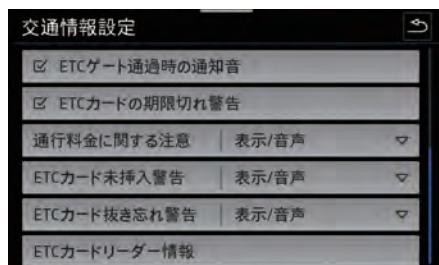 交通情報設定
ETCゲート通過時の通知音
ETCカードの期限切れ警告
通行料金に関する注意 表示/音声
ETCカード未挿入警告 表示/音声
ETCカード抜き忘れ警告 表示/音声
ETCカードリーダー情報